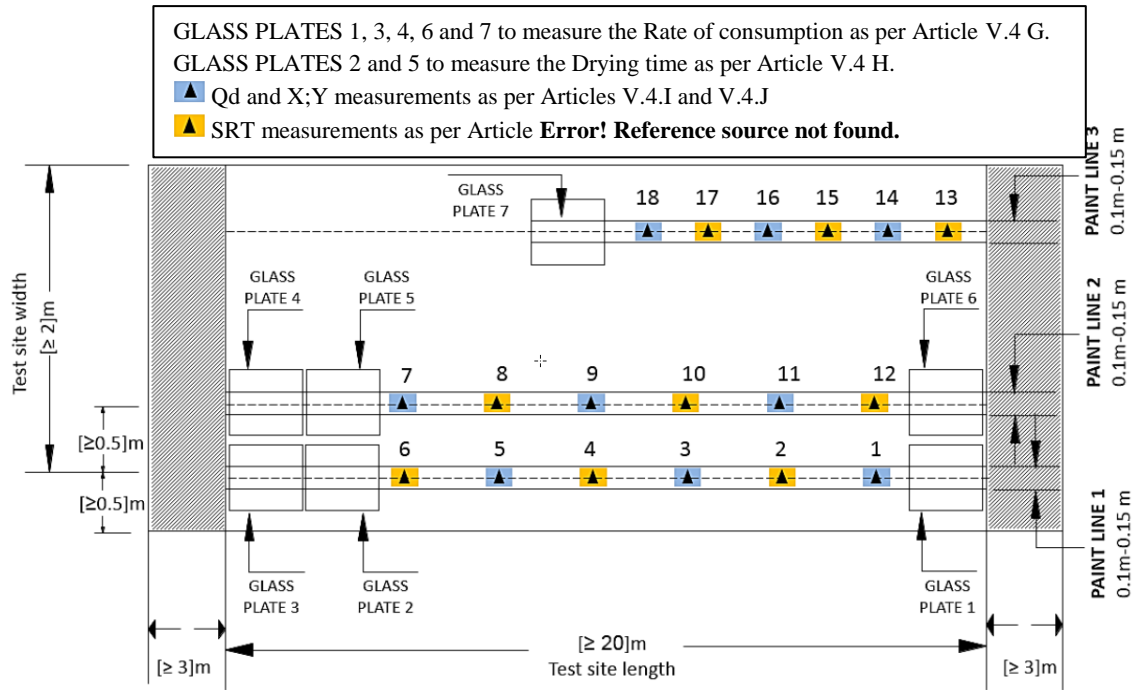 GLASS PLATES 1, 3, 4, 6 and 7 to measure the Rate of consumption as per Article V.4 G.
GLASS PLATES 2 and 5 to measure the Drying time as per Article V.4 H.
Qd and X;Y measurements as per Articles V.4.I and V.4.J
SRT measurements as per Article Error! Reference source not found.
PAINT LINE 3
0.1m-0.15 m
GLASS
PLATE 7
18
17
16
15
14
13
Test site width
[≥ 2]m
GLASS
PLATE 4
GLASS
PLATE 5
GLASS
PLATE 6
PAINT LINE 2
0.1m-0.15 m
7
8
9
10
11
12
[≥0.5]m
6
5
4
3
2
1
[≥0.5]m
PAINT LINE 1
0.1m-0.15 m
GLASS
PLATE 3
GLASS
PLATE 2
GLASS
PLATE 1
[≥ 3]m
[≥ 20]m
Test site length
[≥ 3]m